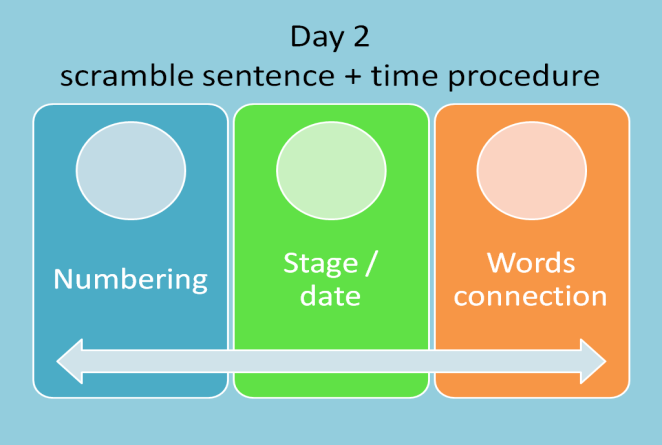 Day 2
scramble sentence + time procedure
Numbering
Stage /
date
Words
connection